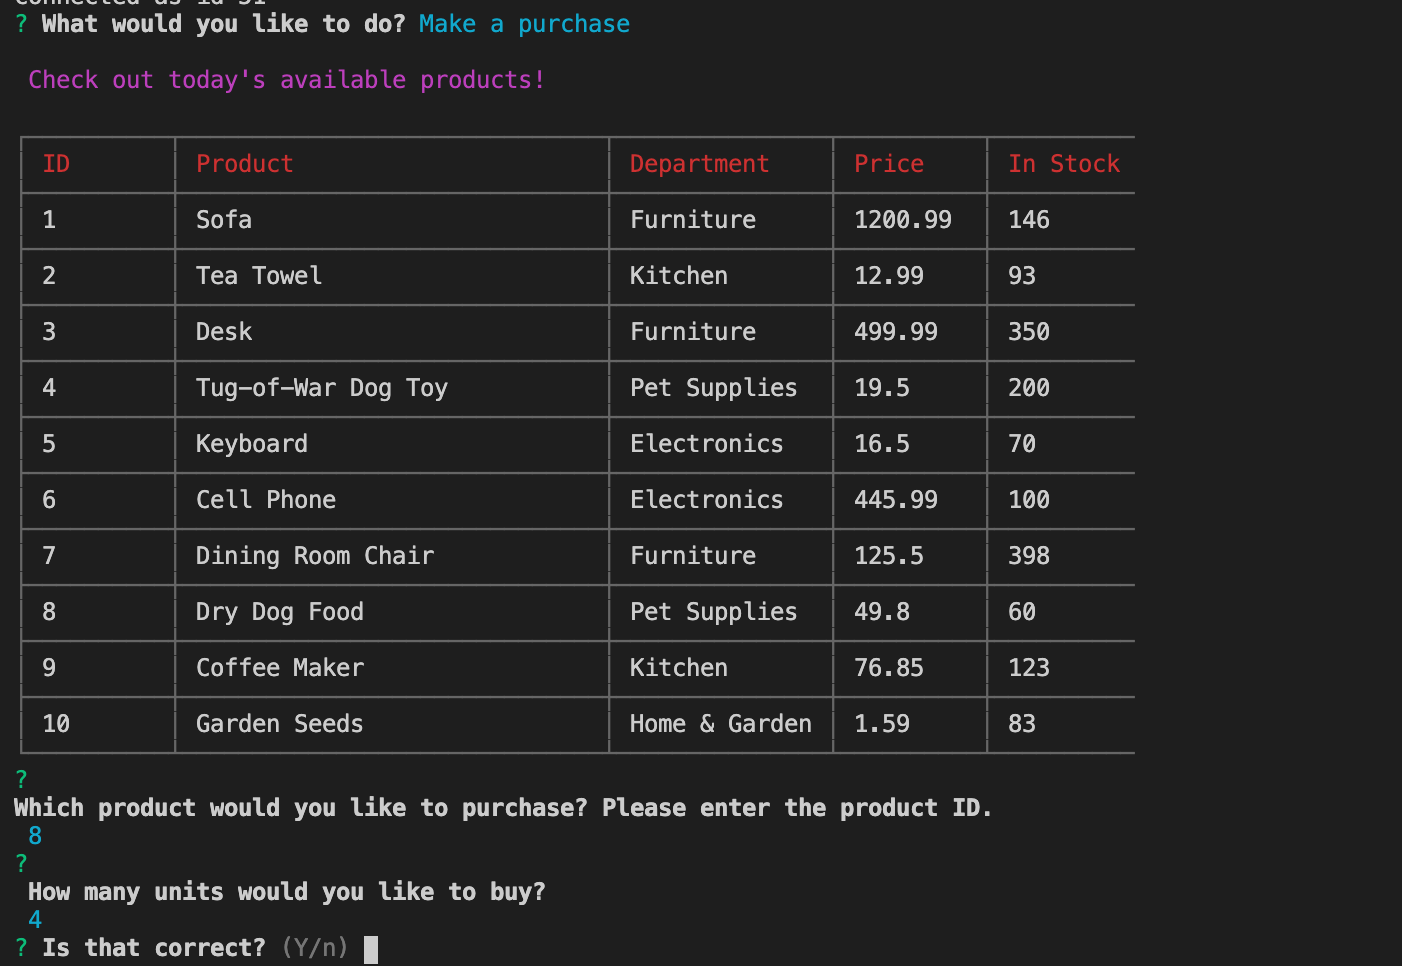 ? What would you like to do? Make a purchase
Check out today's available products!
ID Product Department Price In Stock
1 Sofa Furniture 1200.99 146
2 Tea Towel Kitchen 12.99 93
3 Desk Furniture 499.99 350
4 Tug-of-War Dog Toy Pet Supplies 19.5 200
5 Keyboard Electronics 16.5 70
6 Cell Phone Electronics 445.99 100
7 Dining Room Chair Furniture 125.5 398
8 Dry Dog Food Pet Supplies 49.8 60
9 Coffee Maker Kitchen 76.85 123
10 Garden Seeds Home & Garden 1.59 83
?
Which product would you like to purchase? Please enter the product ID.
8
?
How many units would you like to buy?
4
? Is that correct? (Y/n)